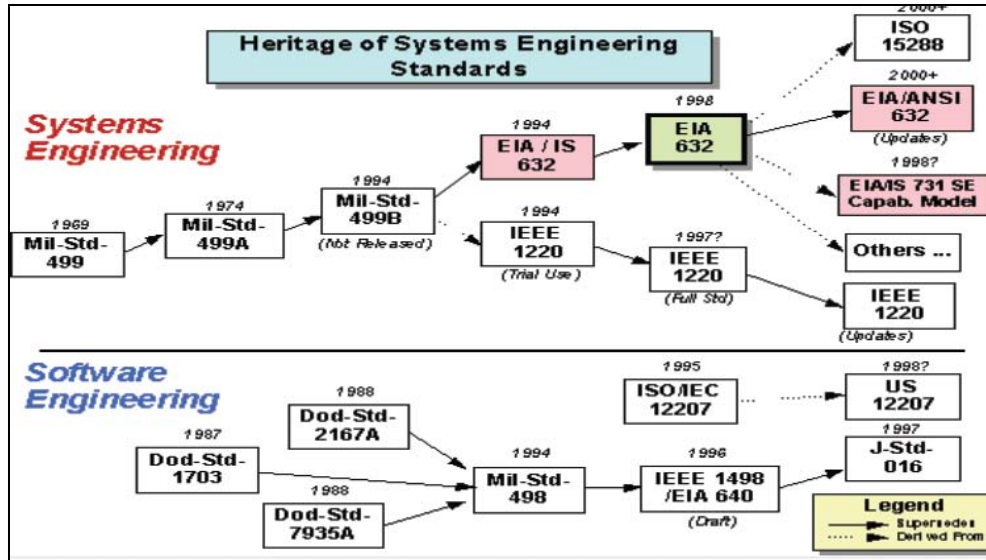 Heritage of Systems Engineering
Standards
Systems
Engineering
1969
Mil-Std-
499
1974
Mil-Std-
499A
1994
Mil-Std-
499B
(Not Released)
1994
EIA / IS
632
1994
IEEE
1220
(Trial Use)
1998
EIA
632
1997?
IEEE
1220
(Full Std)
2000+
ISO
15288
2000+
EIA/ANSI
632
(Updates)
1998?
EIA/IS 731 SE
Capab. Model
Others ...
IEEE
1220
(Updates)
Software
Engineering
1987
Dod-Std-
1703
1988
Dod-Std-
2167A
1988
Dod-Std-
7935A
1994
Mil-Std-
498
1995
ISO/IEC
12207
1996
IEEE 1498
/EIA 640
(Draft)
1998?
US
12207
1997
J-Std-
016
Legend
Supersedes
Derived From